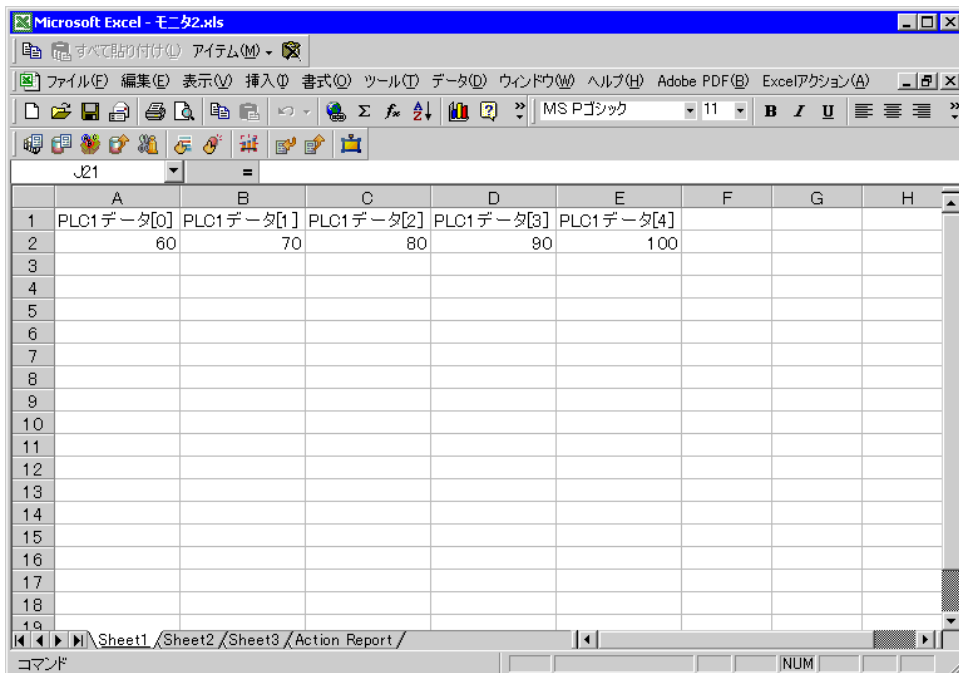 Microsoft Excel - モニタ2.xls
すべて貼り付け(L) アイテム(M)
ファイル(F) 編集(E) 表示(V) 挿入(I) 書式(O) ツール(T) データ(D) ウィンドウ(W) ヘルプ(H) Adobe PDF(B) Excelアクション(A)
MS Pゴシック 11 B I U
J21 =
A B C D E F G H
1 PLC1データ[0] PLC1データ[1] PLC1データ[2] PLC1データ[3] PLC1データ[4]
2 60 70 80 90 100
3
4
5
6
7
8
9
10
11
12
13
14
15
16
17
18
19
Sheet1 Sheet2 Sheet3 Action Report
コマンド NUM